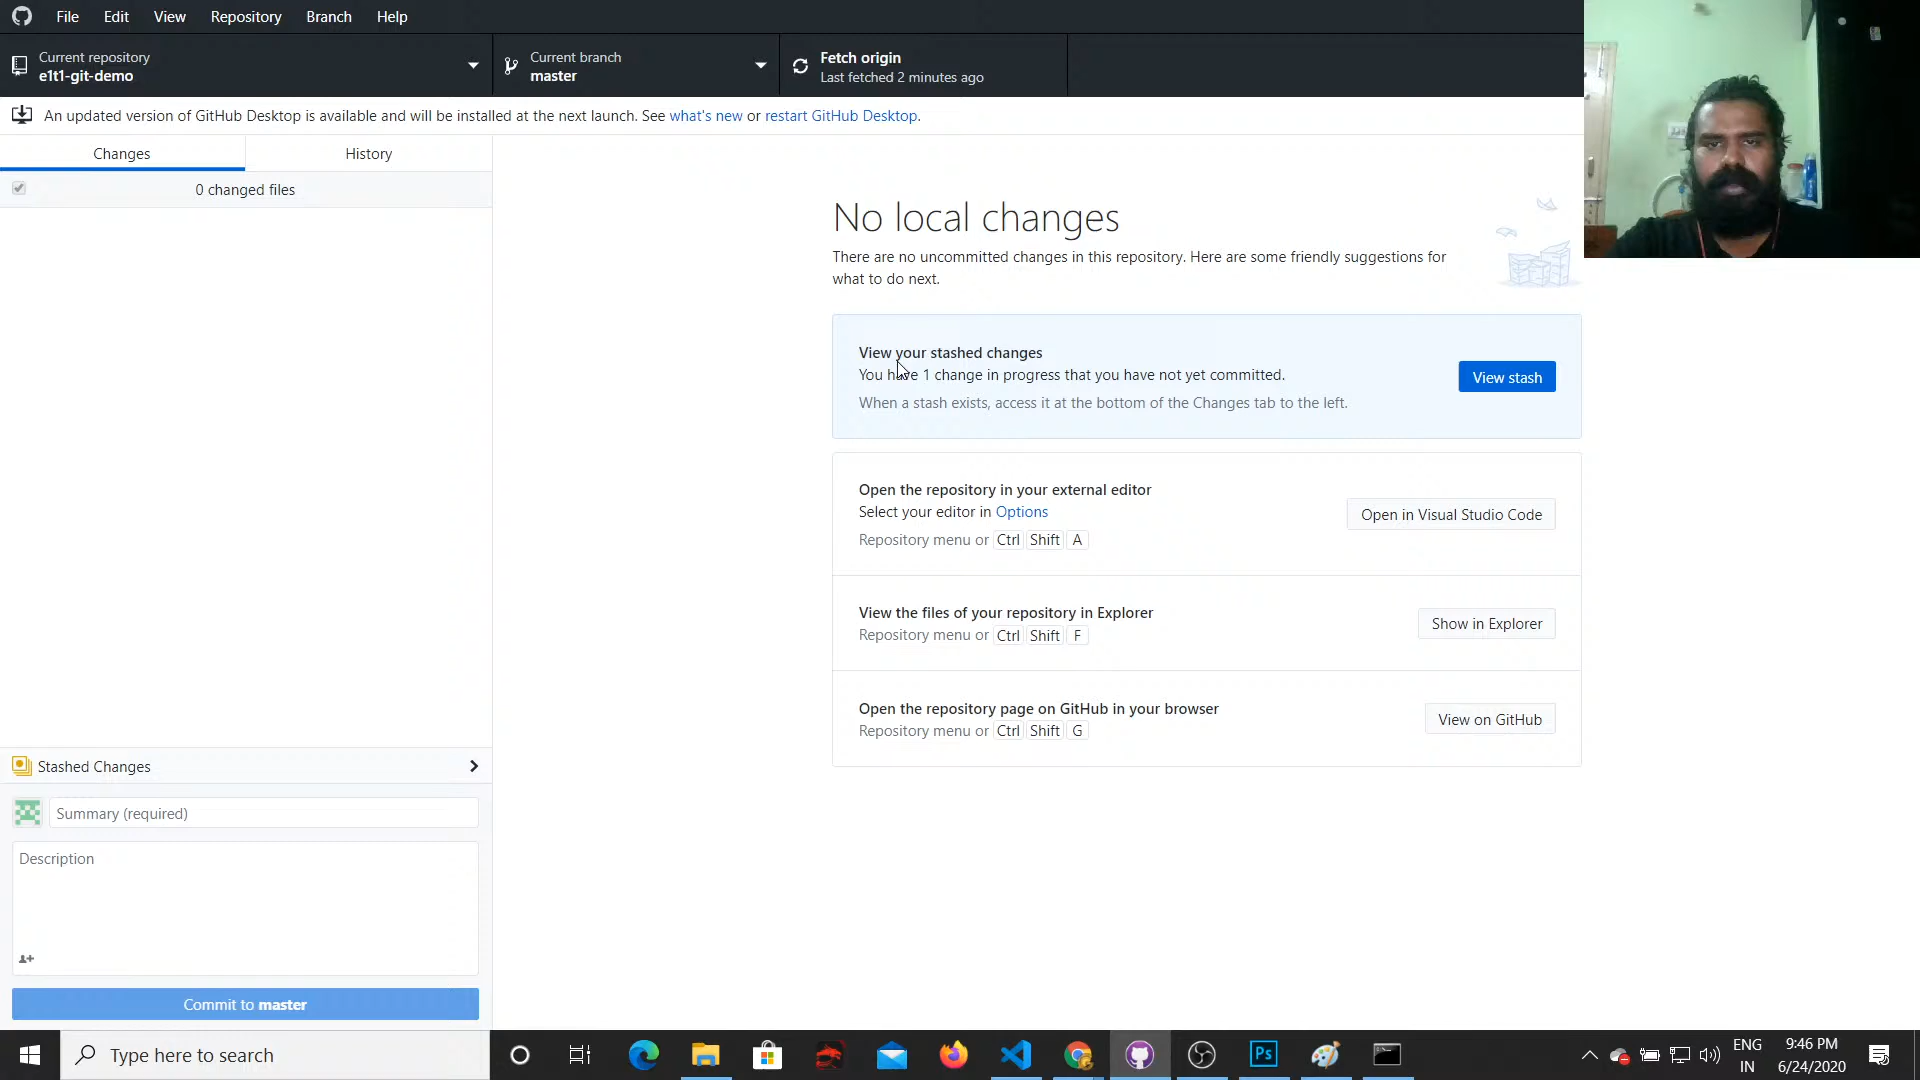 File Edit View Repository Branch Help
Current repository
e1t1-git-demo
Current branch
master
Fetch origin
Last fetched 2 minutes ago
An updated version of GitHub Desktop is available and will be installed at the next launch. See what's new or restart GitHub Desktop.
Changes
History
0 changed files
No local changes
There are no uncommitted changes in this repository. Here are some friendly suggestions for
what to do next.
View your stashed changes
You have 1 change in progress that you have not yet committed.
When a stash exists, access it at the bottom of the Changes tab to the left.
View stash
Open the repository in your external editor
Select your editor in Options
Repository menu or Ctrl Shift A
Open in Visual Studio Code
View the files of your repository in Explorer
Repository menu or Ctrl Shift F
Show in Explorer
Open the repository page on GitHub in your browser
Repository menu or Ctrl Shift G
View on GitHub
Stashed Changes
Summary (required)
Description
Commit to master
Type here to search
Ps
ENG
IN
9:46 PM
6/24/2020